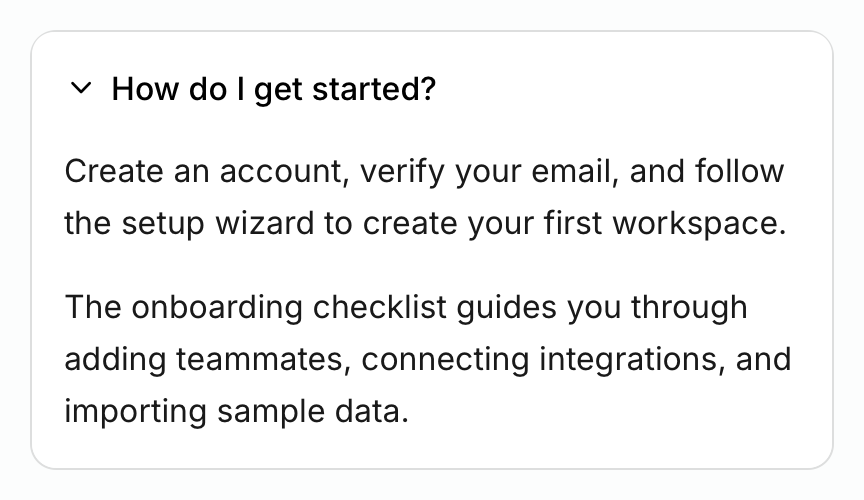 How do I get started?
Create an account, verify your email, and follow
the setup wizard to create your first workspace.
The onboarding checklist guides you through
adding teammates, connecting integrations, and
importing sample data.